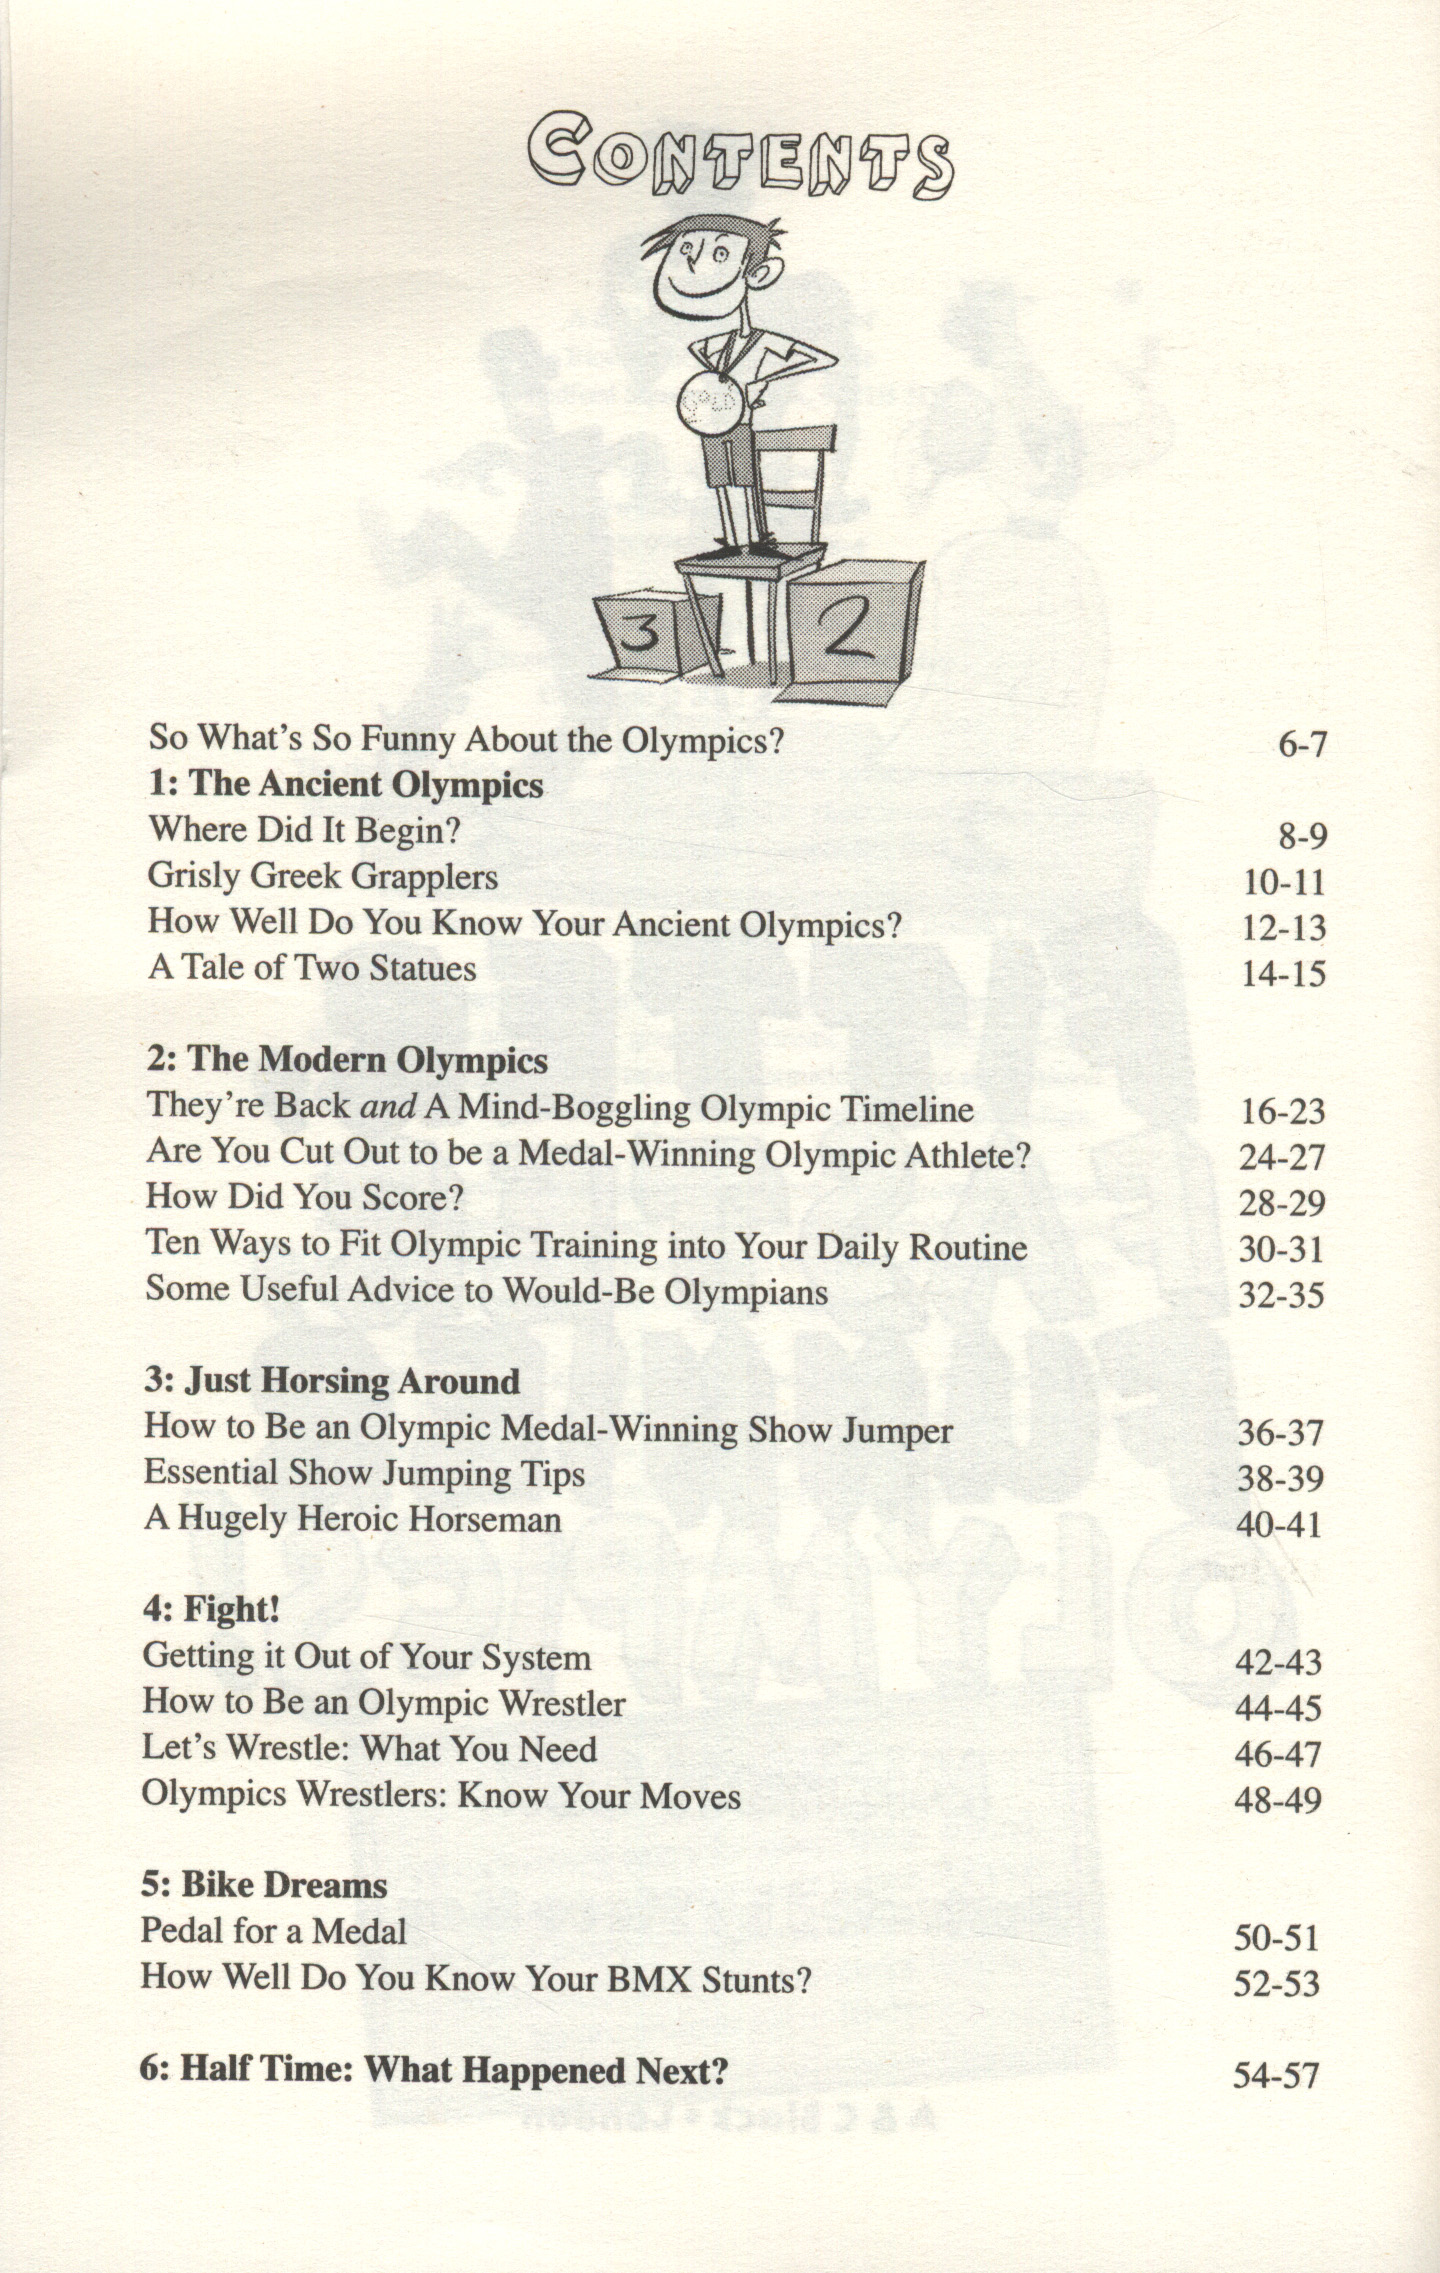 CONTENTS
GOLD
3
2
So What's So Funny About the Olympics? 6-7
1: The Ancient Olympics
Where Did It Begin? 8-9
Grisly Greek Grapplers 10-11
How Well Do You Know Your Ancient Olympics? 12-13
A Tale of Two Statues 14-15
2: The Modern Olympics
They're Back and A Mind-Boggling Olympic Timeline 16-23
Are You Cut Out to be a Medal-Winning Olympic Athlete? 24-27
How Did You Score? 28-29
Ten Ways to Fit Olympic Training into Your Daily Routine 30-31
Some Useful Advice to Would-Be Olympians 32-35
3: Just Horsing Around
How to Be an Olympic Medal-Winning Show Jumper 36-37
Essential Show Jumping Tips 38-39
A Hugely Heroic Horseman 40-41
4: Fight!
Getting it Out of Your System 42-43
How to Be an Olympic Wrestler 44-45
Let's Wrestle: What You Need 46-47
Olympics Wrestlers: Know Your Moves 48-49
5: Bike Dreams
Pedal for a Medal 50-51
How Well Do You Know Your BMX Stunts? 52-53
6: Half Time: What Happened Next? 54-57